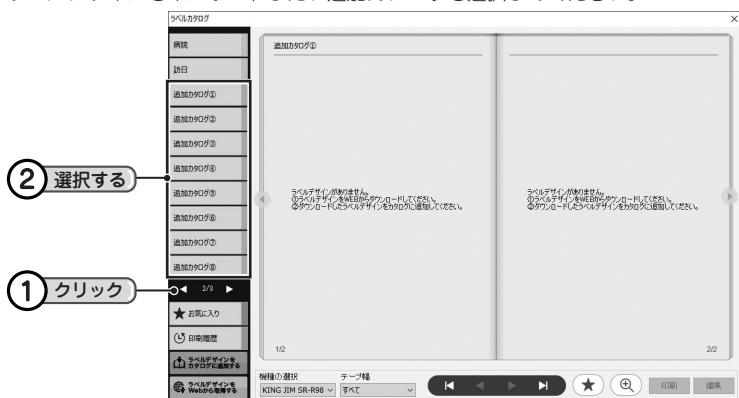 ラベルカタログ
×
病院
訪日
追加カタログ①
追加カタログ②
追加カタログ③
追加カタログ④
追加カタログ⑤
追加カタログ⑥
追加カタログ⑦
追加カタログ⑧
② 選択する
① クリック
◀ 2/3 ▶
★ お気に入り
印刷履歴
ラベルデザインを
カタログに追加する
ラベルデザインを
Webから取得する
追加カタログ①
ラベルデザインがありません。
①ラベルデザインをWEBからダウンロードしてください。
②ダウンロードしたラベルデザインをカタログに追加してください。
1/2
ラベルデザインがありません。
①ラベルデザインをWEBからダウンロードしてください。
②ダウンロードしたラベルデザインをカタログに追加してください。
2/2
機種の選択
KING JIM SR-R98
テープ幅
すべて
印刷
編集